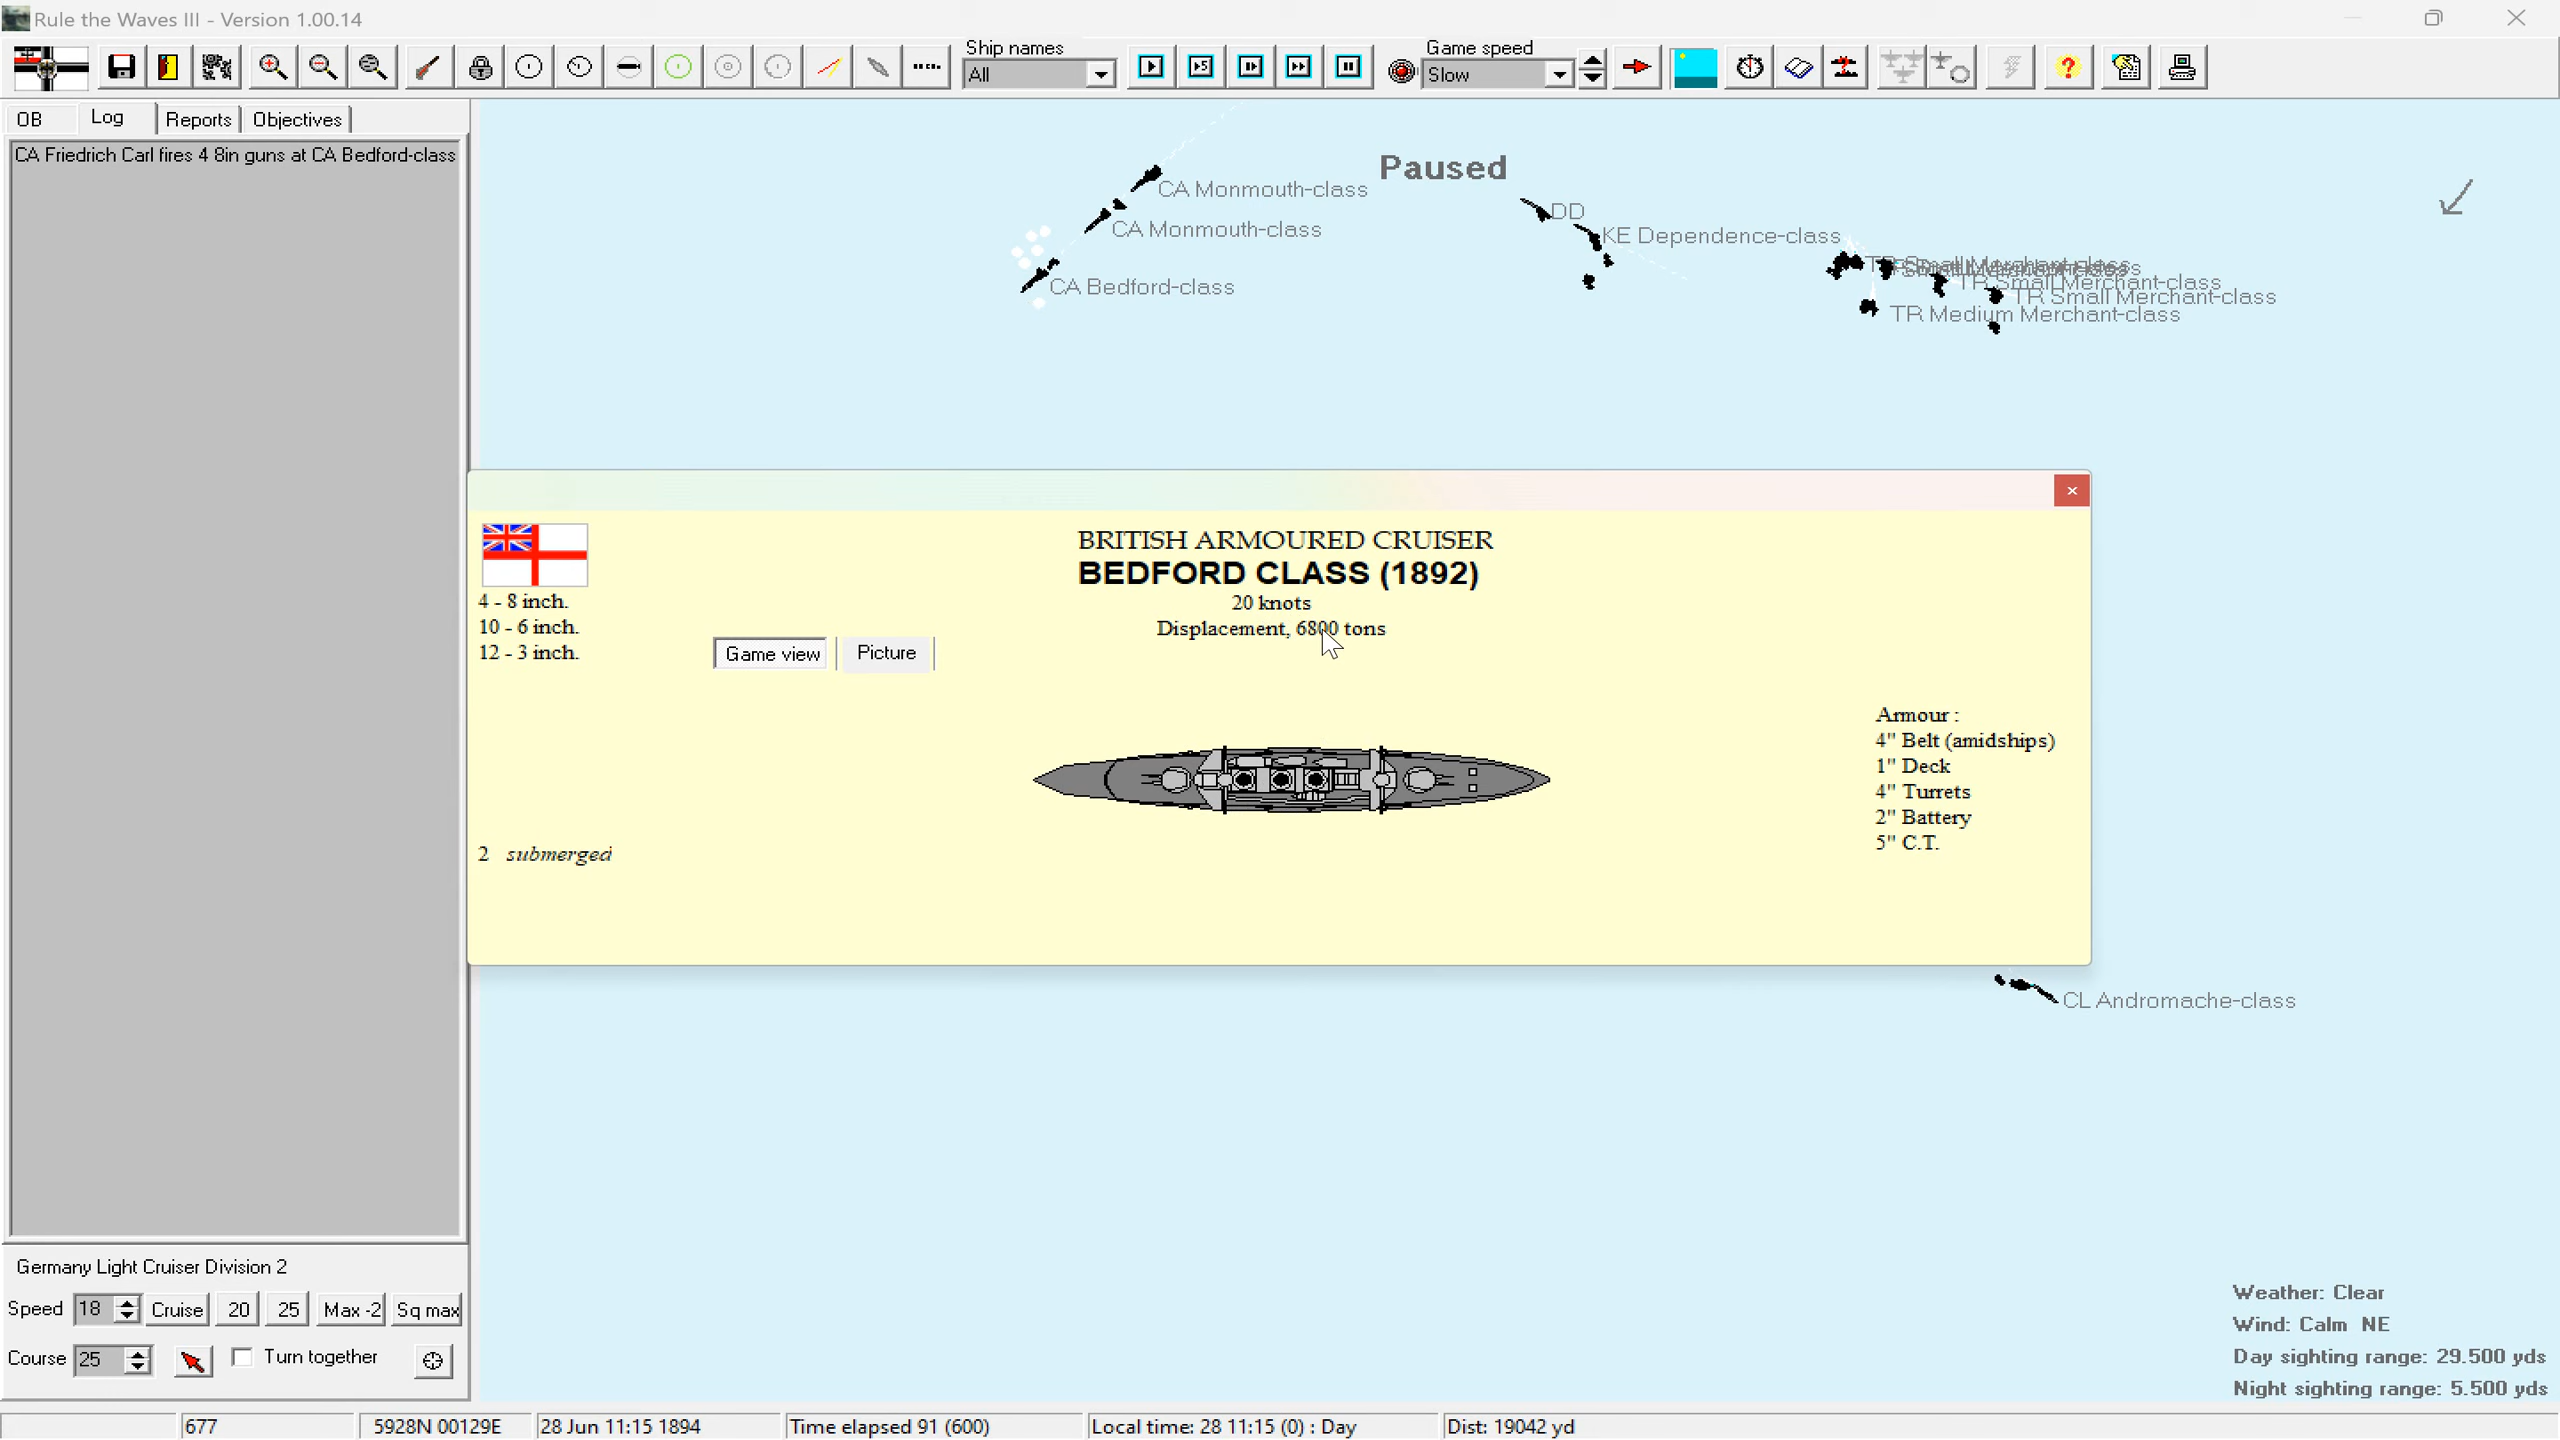 Rule the Waves III - Version 1.00.14
Ship names
All
Game speed
Slow
OB
Log
Reports
Objectives
CA Friedrich Carl fires 4 8in guns at CA Bedford-class
Paused
CA Monmouth-class
CA Monmouth-class
CA Bedford-class
DD
KE Dependence-class
TR Small Merchant-class
TR Small Merchant-class
TR Small Merchant-class
TR Medium Merchant-class
BRITISH ARMOURED CRUISER
BEDFORD CLASS (1892)
20 knots
Displacement, 6800 tons
4 - 8 inch.
10 - 6 inch.
12 - 3 inch.
Game view
Picture
Armour :
4" Belt (amidships)
1" Deck
4" Turrets
2" Battery
5" C.T.
2 submerged
CL Andromache-class
Germany Light Cruiser Division 2
Speed 18 Cruise 20 25 Max -2 Sq max
Course 25 Turn together
Weather: Clear
Wind: Calm NE
Day sighting range: 29.500 yds
Night sighting range: 5.500 yds
677
5928N 00129E
28 Jun 11:15 1894
Time elapsed 91 (600)
Local time: 28 11:15 (0) : Day
Dist: 19042 yd